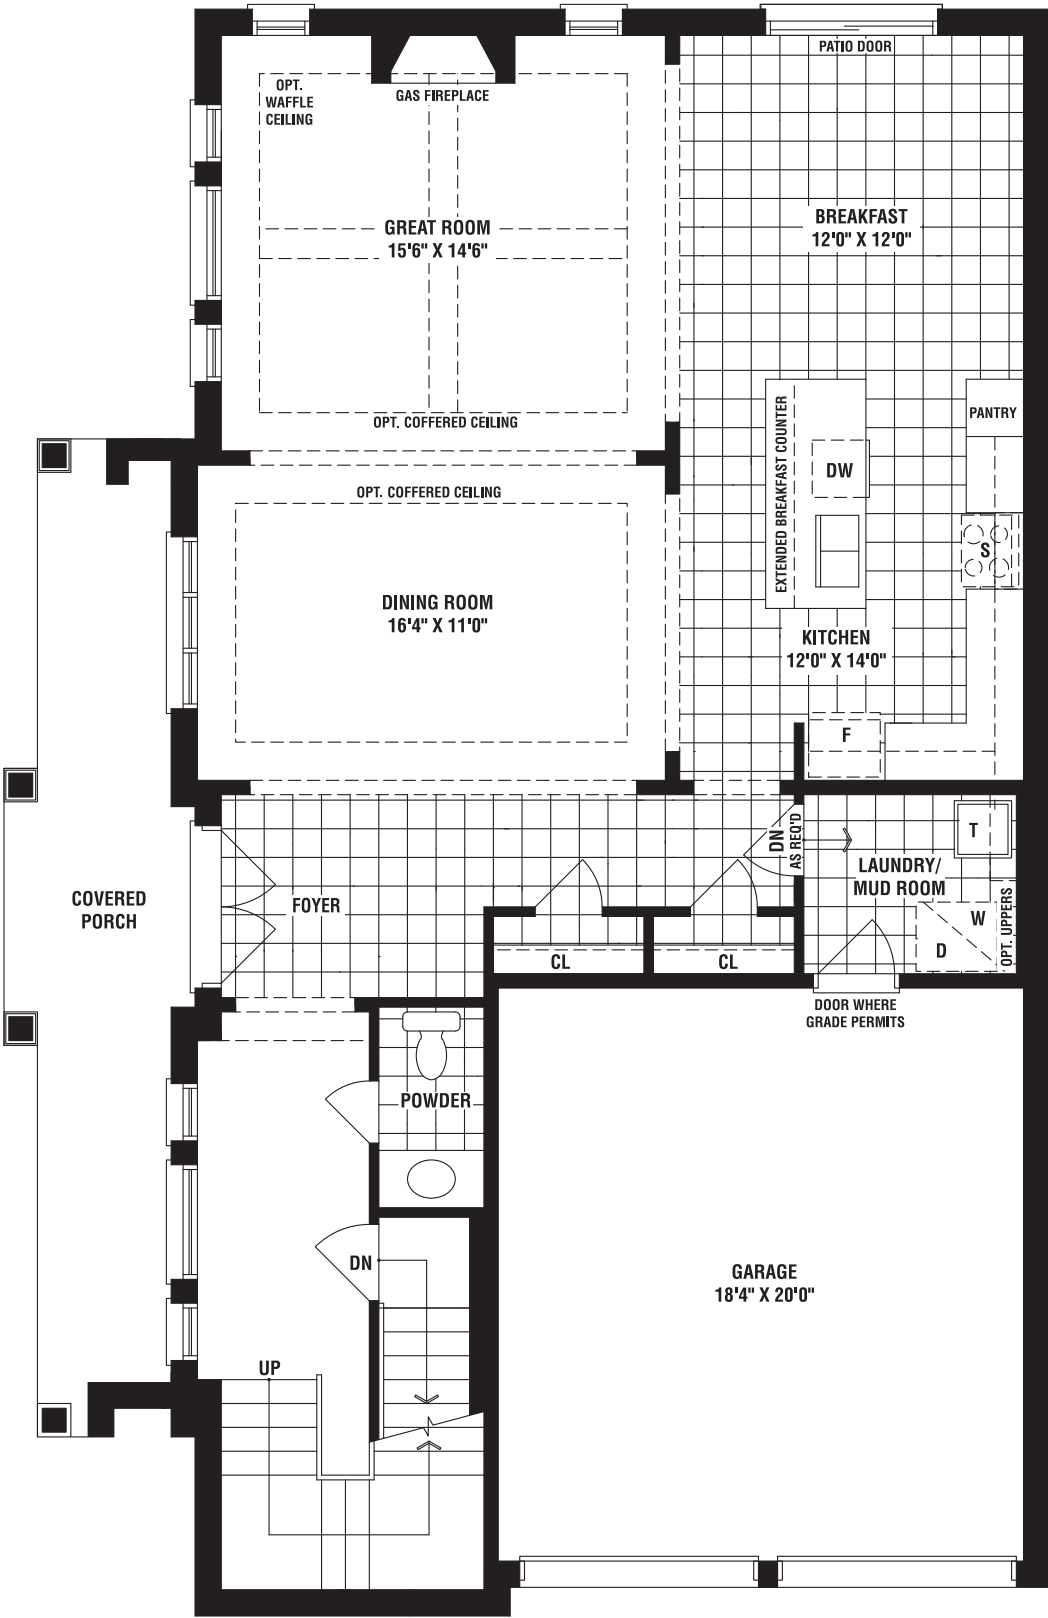 PATIO DOOR
OPT.
WAFFLE
CEILING
GAS FIREPLACE
GREAT ROOM
15'6" X 14'6"
BREAKFAST
12'0" X 12'0"
OPT. COFFERED CEILING
PANTRY
EXTENDED BREAKFAST COUNTER
DW
OPT. COFFERED CEILING
S
DINING ROOM
16'4" X 11'0"
KITCHEN
12'0" X 14'0"
F
DN
AS REQ'D
T
LAUNDRY/
MUD ROOM
COVERED
PORCH
FOYER
W
D
OPT. UPPERS
CL
CL
DOOR WHERE
GRADE PERMITS
POWDER
DN
GARAGE
18'4" X 20'0"
UP